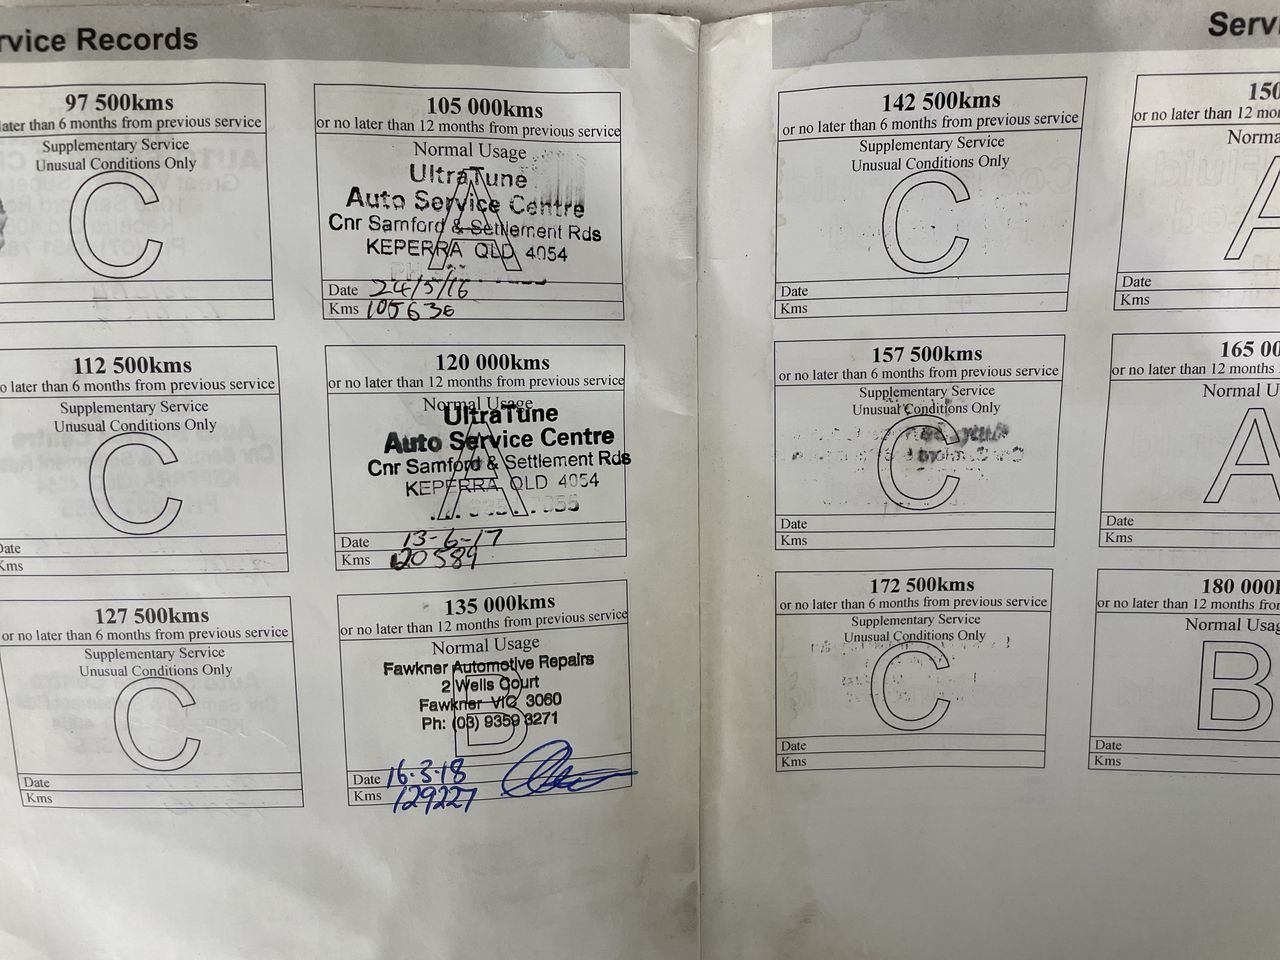 rvice Records
97 500kms
ater than 6 months from previous service
Supplementary Service
Unusual Conditions Only
C
105 000kms
or no later than 12 months from previous service
Normal Usage
A
UltraTune
Auto Service Centre
Cnr Samford & Settlement Rds
KEPERRA QLD 4054
Date 24/5/16
Kms 105630
112 500kms
o later than 6 months from previous service
Supplementary Service
Unusual Conditions Only
C
Date
Kms
120 000kms
or no later than 12 months from previous service
Normal Usage
A
UltraTune
Auto Service Centre
Cnr Samford & Settlement Rds
KEPERRA QLD 4054
Date 13-6-17
Kms 120589
127 500kms
or no later than 6 months from previous service
Supplementary Service
Unusual Conditions Only
C
Date
Kms
135 000kms
or no later than 12 months from previous service
Normal Usage
B
Fawkner Automotive Repairs
2 Wells Court
Fawkner VIC 3060
Ph: (03) 9359 3271
Date 16.3.18
Kms 129227
Servi
142 500kms
or no later than 6 months from previous service
Supplementary Service
Unusual Conditions Only
C
Date
Kms
150
or no later than 12 mo
Norma
A
Date
Kms
157 500kms
or no later than 6 months from previous service
Supplementary Service
Unusual Conditions Only
C
Date
Kms
165 00
or no later than 12 months
Normal U
A
Date
Kms
172 500kms
or no later than 6 months from previous service
Supplementary Service
Unusual Conditions Only
C
Date
Kms
180 000
or no later than 12 months fro
Normal Usag
B
Date
Kms